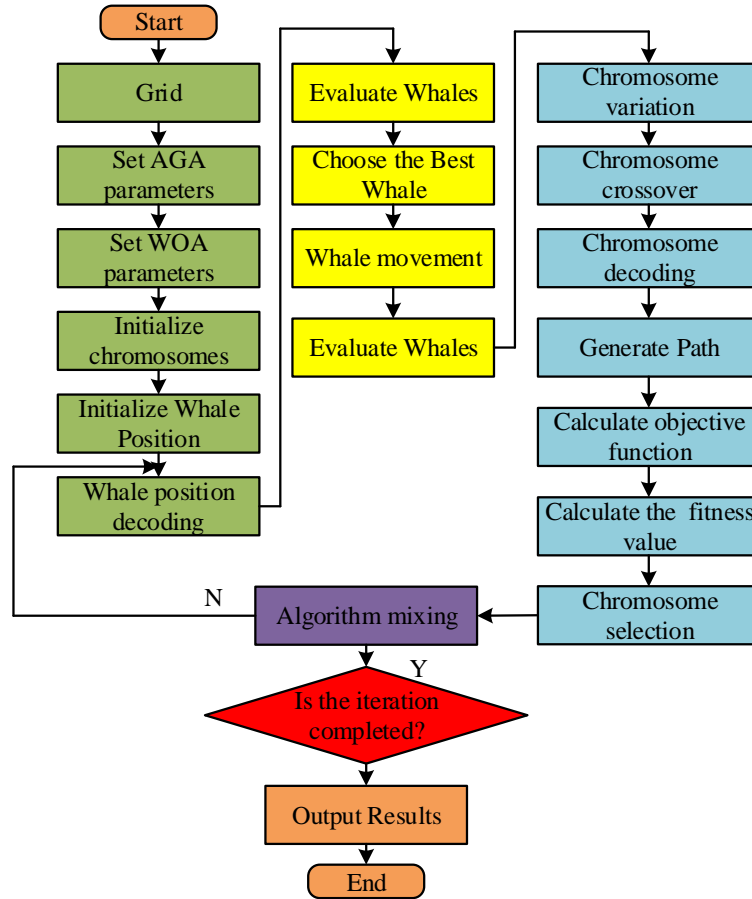 Start
Grid
Set AGA
parameters
Set WOA
parameters
Initialize
chromosomes
Initialize Whale
Position
Whale position
decoding
Evaluate Whales
Choose the Best
Whale
Whale movement
Evaluate Whales
Chromosome
variation
Chromosome
crossover
Chromosome
decoding
Generate Path
Calculate objective
function
Calculate the fitness
value
Chromosome
selection
Algorithm mixing
N
Y
Is the iteration
completed?
Output Results
End